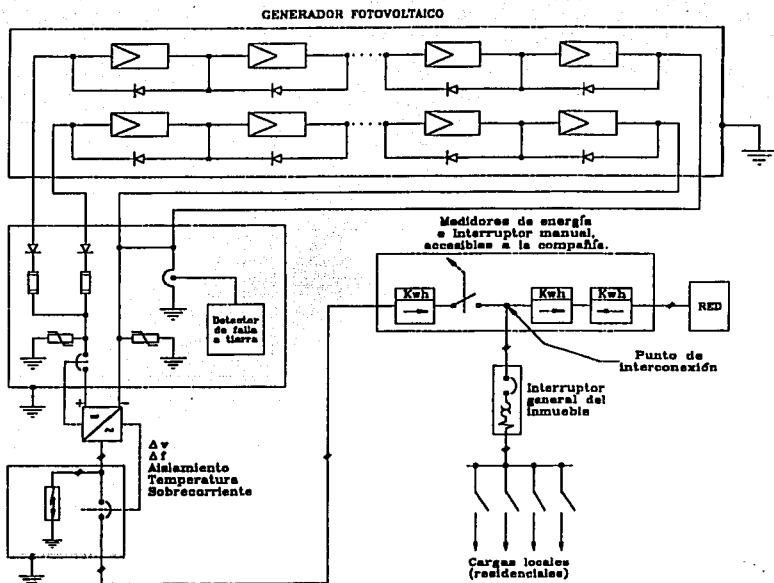 GENERADOR FOTOVOLTAICO
Medidores de energía
e Interruptor manual,
accesibles a la compañía.
Kwh
Kwh
Kwh
RED
Detector
de falla
a tierra
Punto de
interconexión
Interruptor
general del
inmueble
+
−
Δv
Δf
Aislamiento
Temperatura
Sobrecorriente
Cargas locales
(residenciales)